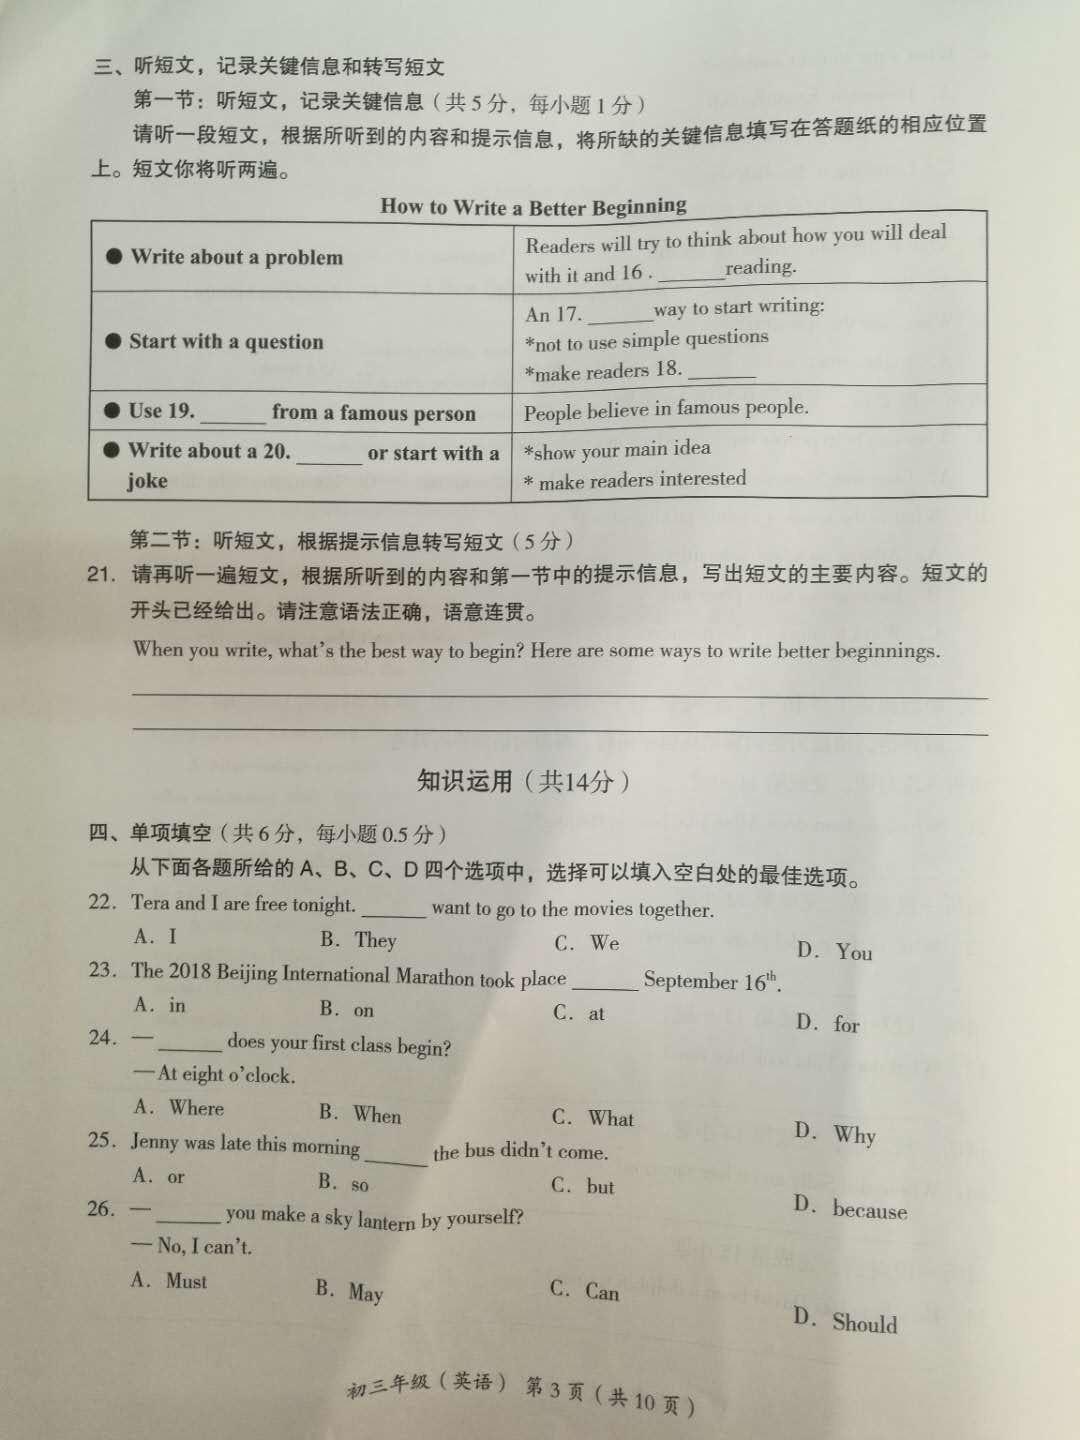 三、听短文，记录关键信息和转写短文
第一节：听短文，记录关键信息（共 5 分，每小题 1 分）
请听一段短文，根据所听到的内容和提示信息，将所缺的关键信息填写在答题纸的相应位置
上。短文你将听两遍。
How to Write a Better Beginning
● Write about a problem
Readers will try to think about how you will deal
with it and 16 . ______reading.
● Start with a question
An 17. ______way to start writing:
*not to use simple questions
*make readers 18. ______
● Use 19. ______ from a famous person
People believe in famous people.
● Write about a 20. ______ or start with a
joke
*show your main idea
* make readers interested
第二节：听短文，根据提示信息转写短文（5 分）
21. 请再听一遍短文，根据所听到的内容和第一节中的提示信息，写出短文的主要内容。短文的
开头已经给出。请注意语法正确，语意连贯。
When you write, what's the best way to begin? Here are some ways to write better beginnings.
知识运用（共14分）
四、单项填空（共 6 分，每小题 0.5 分）
从下面各题所给的 A、B、C、D 四个选项中，选择可以填入空白处的最佳选项。
22. Tera and I are free tonight. ______ want to go to the movies together.
A. I B. They C. We D. You
23. The 2018 Beijing International Marathon took place ______ September 16th.
A. in B. on C. at D. for
24. — ______ does your first class begin?
—At eight o'clock.
A. Where B. When C. What D. Why
25. Jenny was late this morning ______ the bus didn't come.
A. or B. so C. but D. because
26. — ______ you make a sky lantern by yourself?
— No, I can't.
A. Must B. May C. Can D. Should
初三年级（英语） 第 3 页（共 10 页）